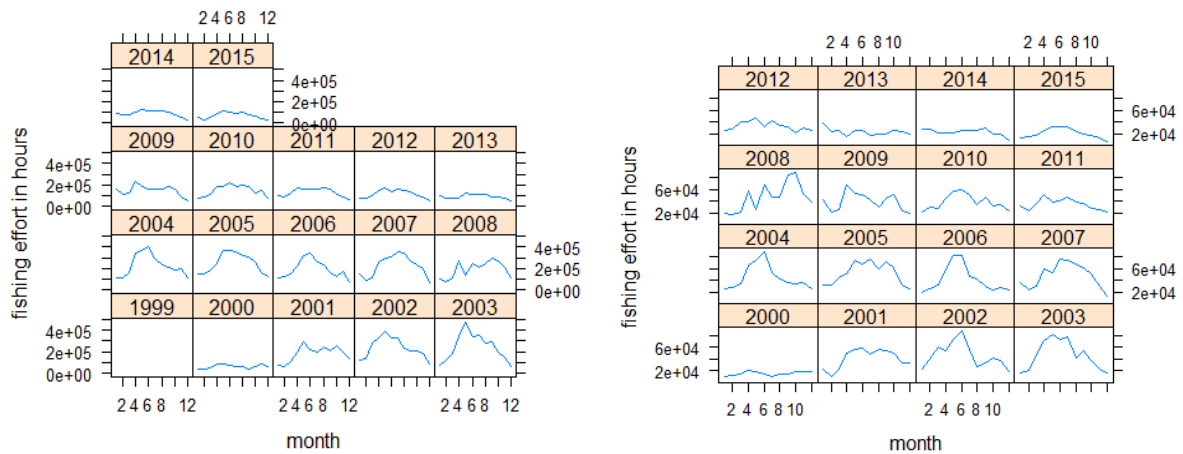 2 4 6 8 12
2014 2015
4e+05
2e+05
0e+00
2009 2010 2011 2012 2013
4e+05
2e+05
0e+00
2004 2005 2006 2007 2008
4e+05
2e+05
0e+00
1999 2000 2001 2002 2003
4e+05
2e+05
0e+00
2 4 6 8 12 2 4 6 8 12 2 4 6 8 12
month
fishing effort in hours
2 4 6 8 10 2 4 6 8 10
2012 2013 2014 2015
6e+04
2e+04
2008 2009 2010 2011
6e+04
2e+04
2004 2005 2006 2007
6e+04
2e+04
2000 2001 2002 2003
6e+04
2e+04
2 4 6 8 10 2 4 6 8 10
month
fishing effort in hours